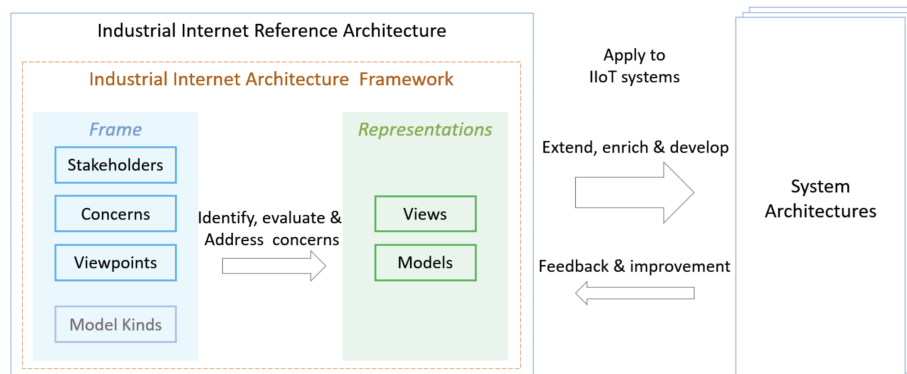 Industrial Internet Reference Architecture
Industrial Internet Architecture Framework
Frame
Stakeholders
Concerns
Viewpoints
Model Kinds
Identify, evaluate &
Address concerns
Representations
Views
Models
Apply to
IIoT systems
Extend, enrich & develop
Feedback & improvement
System
Architectures